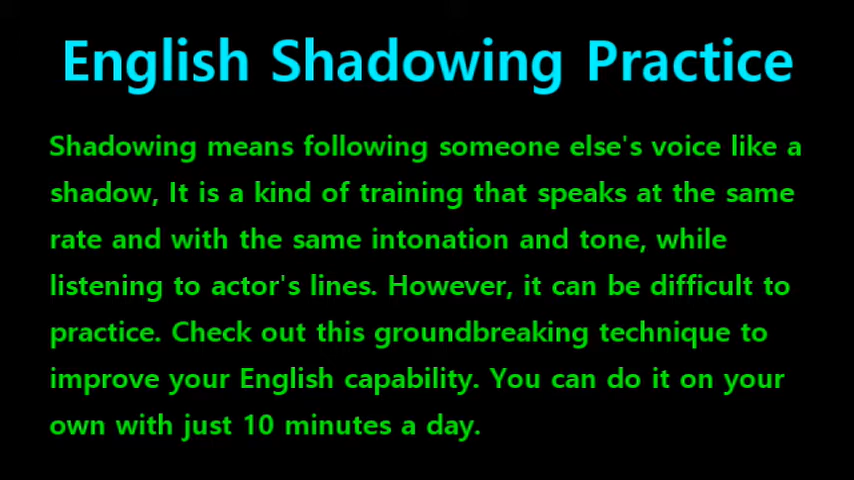 English Shadowing Practice
Shadowing means following someone else's voice like a
shadow, It is a kind of training that speaks at the same
rate and with the same intonation and tone, while
listening to actor's lines. However, it can be difficult to
practice. Check out this groundbreaking technique to
improve your English capability. You can do it on your
own with just 10 minutes a day.